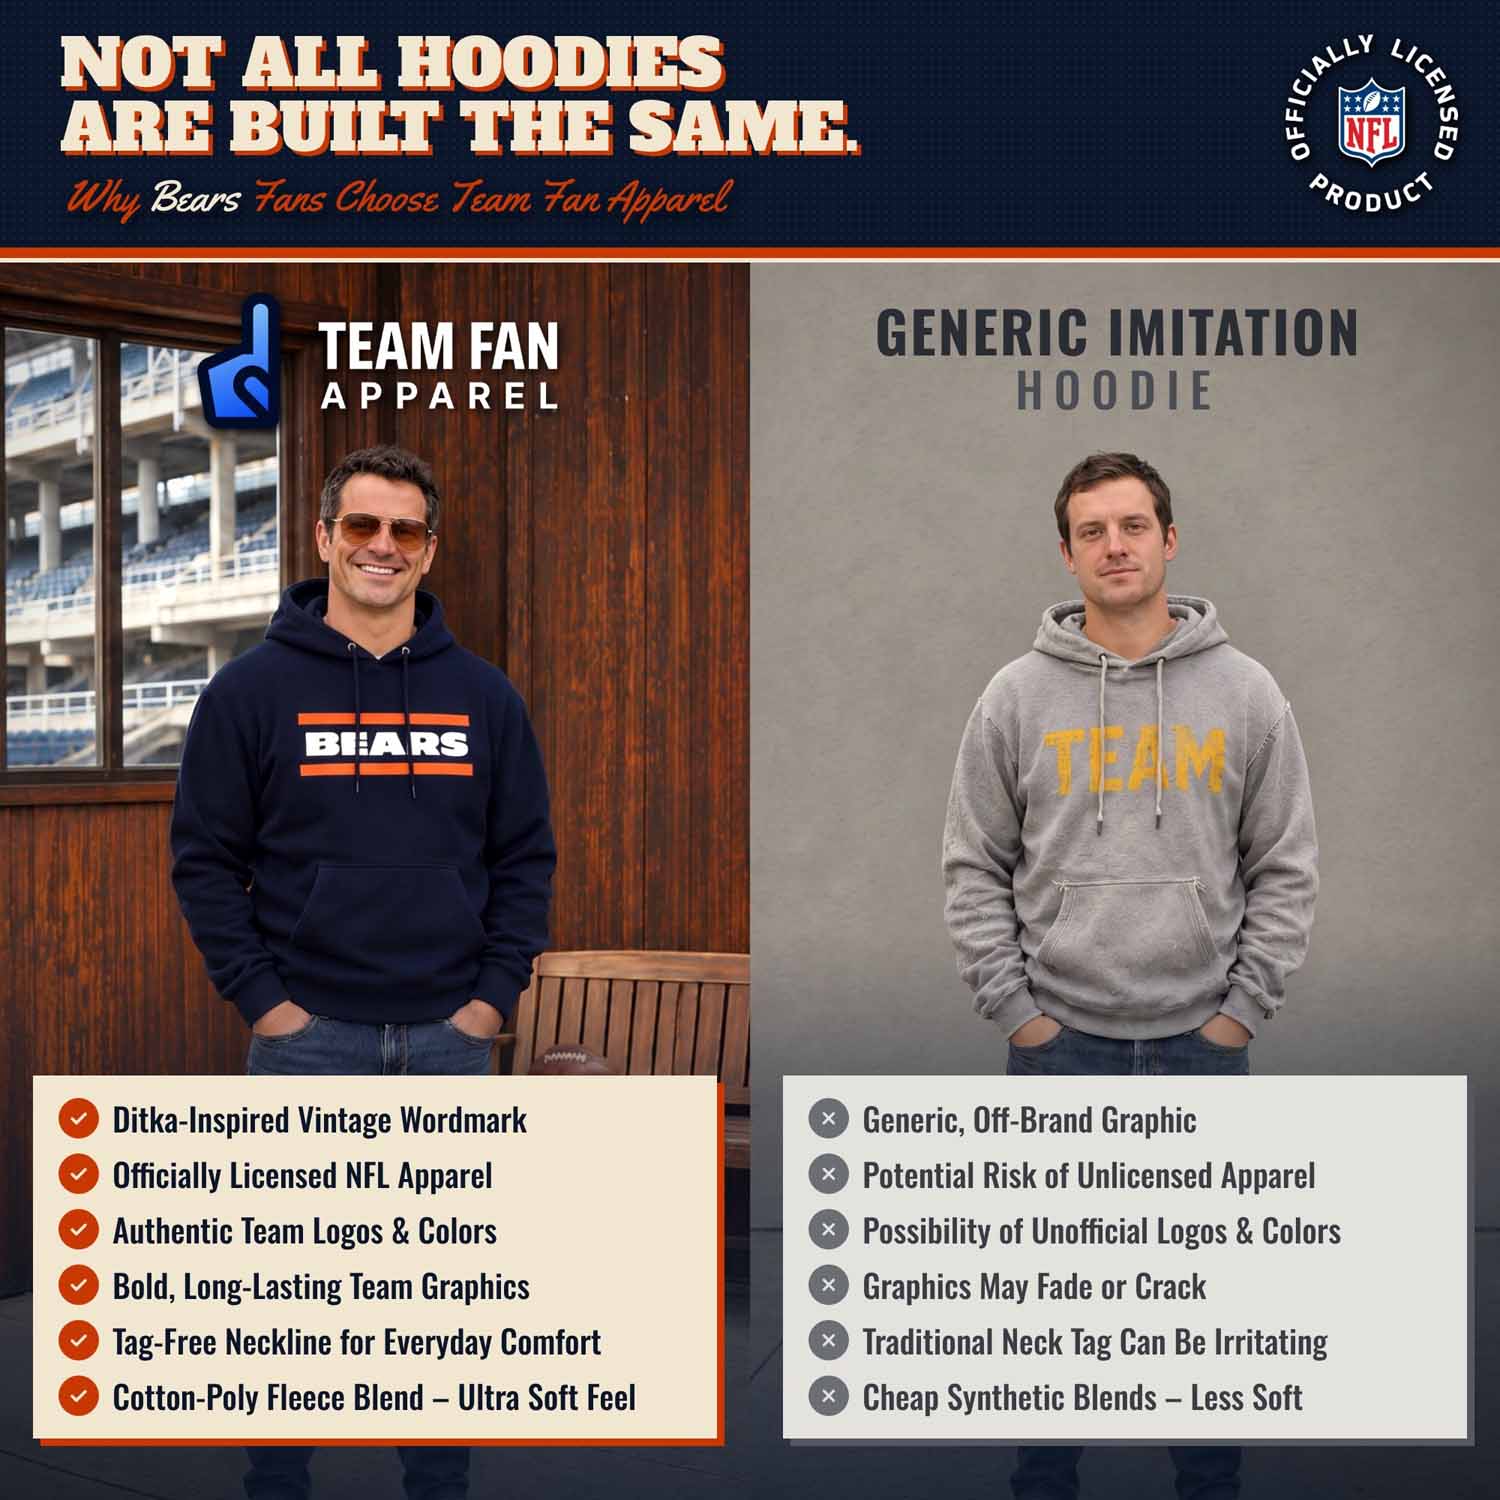 NOT ALL HOODIES
ARE BUILT THE SAME.
Why Bears Fans Choose Team Fan Apparel
OFFICIALLY LICENSED
NFL
PRODUCT
TEAM FAN
APPAREL
GENERIC IMITATION
HOODIE
BEARS
TEAM
Ditka-Inspired Vintage Wordmark
Officially Licensed NFL Apparel
Authentic Team Logos & Colors
Bold, Long-Lasting Team Graphics
Tag-Free Neckline for Everyday Comfort
Cotton-Poly Fleece Blend – Ultra Soft Feel
Generic, Off-Brand Graphic
Potential Risk of Unlicensed Apparel
Possibility of Unofficial Logos & Colors
Graphics May Fade or Crack
Traditional Neck Tag Can Be Irritating
Cheap Synthetic Blends – Less Soft